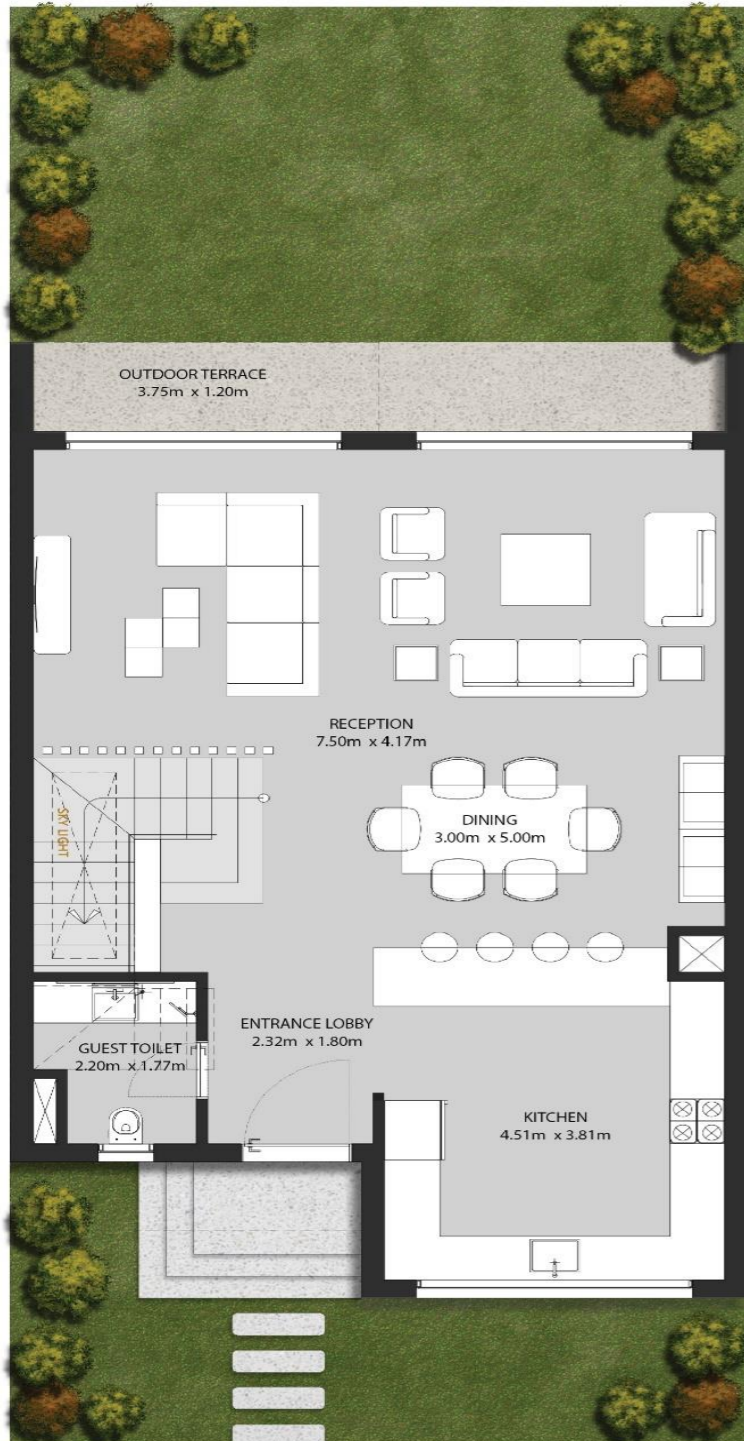 OUTDOOR TERRACE
3.75m x 1.20m
RECEPTION
7.50m x 4.17m
SKY LIGHT
DINING
3.00m x 5.00m
ENTRANCE LOBBY
2.32m x 1.80m
GUEST TOILET
2.20m x 1.77m
KITCHEN
4.51m x 3.81m